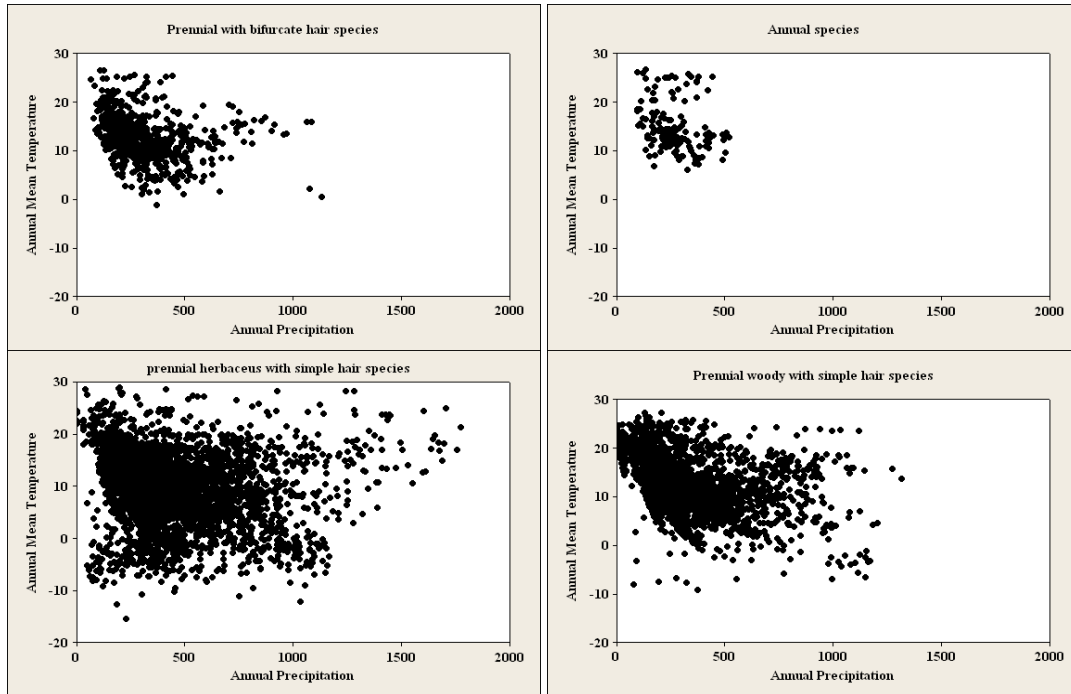 Prennial with bifurcate hair species
30
20
10
0
-10
-20
Annual Mean Temperature
0 500 1000 1500 2000
Annual Precipitation
Annual species
30
20
10
0
-10
-20
Annual Mean Temperature
0 500 1000 1500 2000
Annual Precipitation
prennial herbaceus with simple hair species
30
20
10
0
-10
-20
Annual Mean Temperature
0 500 1000 1500 2000
Annual Precipitation
Prennial woody with simple hair species
30
20
10
0
-10
-20
Annual Mean Temperature
0 500 1000 1500 2000
Annual Precipitation